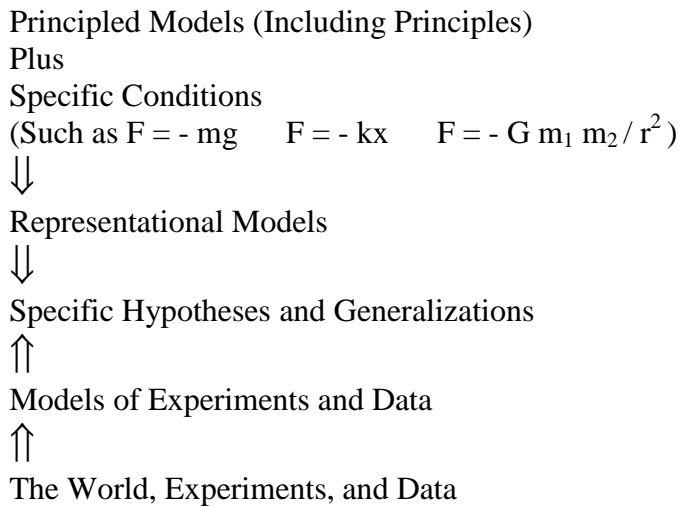 Principled Models (Including Principles)
Plus
Specific Conditions
(Such as F = - mg F = - kx F = - G m₁ m₂ / r² )
⇓
Representational Models
⇓
Specific Hypotheses and Generalizations
⇑
Models of Experiments and Data
⇑
The World, Experiments, and Data